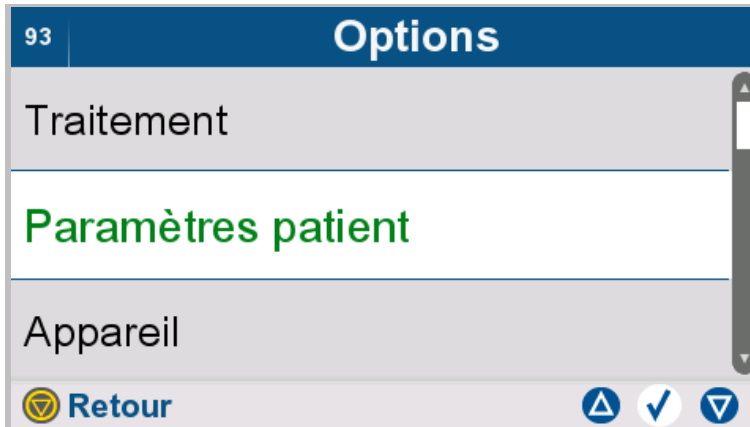 93
Options
Traitement
Paramètres patient
Appareil
Retour